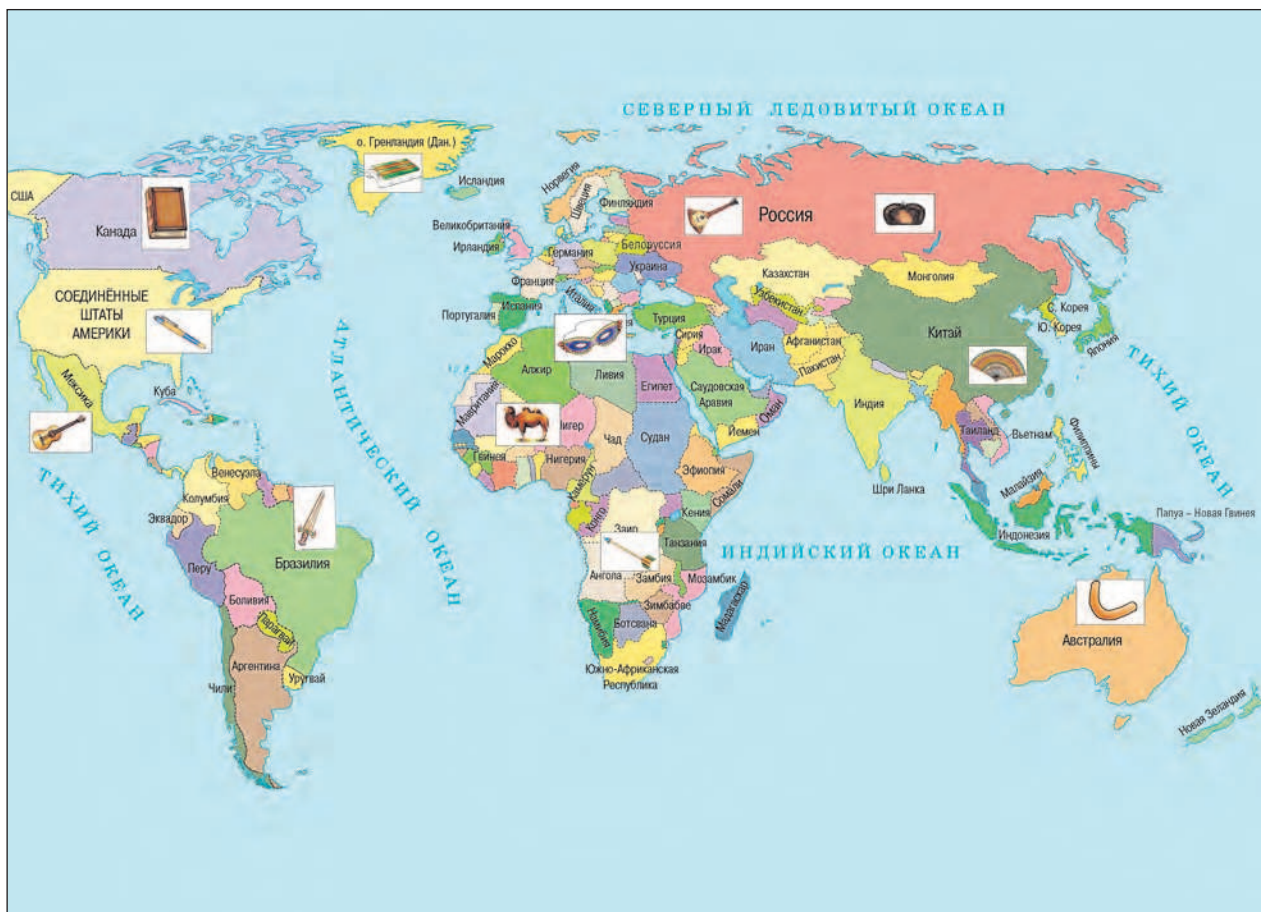 СЕВЕРНЫЙ ЛЕДОВИТЫЙ ОКЕАН
о. Гренландия (Дан.)
Исландия
США
Канада
Норвегия
Швеция
Финляндия
Россия
Великобритания
Ирландия
Германия
Белоруссия
Украина
Франция
Казахстан
Монголия
СОЕДИНЁННЫЕ
ШТАТЫ
АМЕРИКИ
Италия
Испания
Португалия
Узбекистан
С. Корея
Ю. Корея
Япония
Китай
Турция
Сирия
Ирак
Иран
Афганистан
Пакистан
АТЛАНТИЧЕСКИЙ ОКЕАН
ТИХИЙ ОКЕАН
Марокко
Алжир
Ливия
Египет
Саудовская
Аравия
Оман
Йемен
Индия
Мексика
Куба
Мавритания
Нигер
Чад
Судан
Таиланд
Вьетнам
Филиппины
Гвинея
Нигерия
Камерун
Эфиопия
Сомали
Шри Ланка
Малайзия
ТИХИЙ ОКЕАН
Венесуэла
Колумбия
Эквадор
Конго
Заир
Кения
Танзания
ИНДИЙСКИЙ ОКЕАН
Индонезия
Папуа – Новая Гвинея
Перу
Бразилия
Ангола
Замбия
Мозамбик
Зимбабве
Мадагаскар
Боливия
Парагвай
Намибия
Ботсвана
Австралия
Аргентина
Чили
Уругвай
Южно-Африканская
Республика
Новая Зеландия